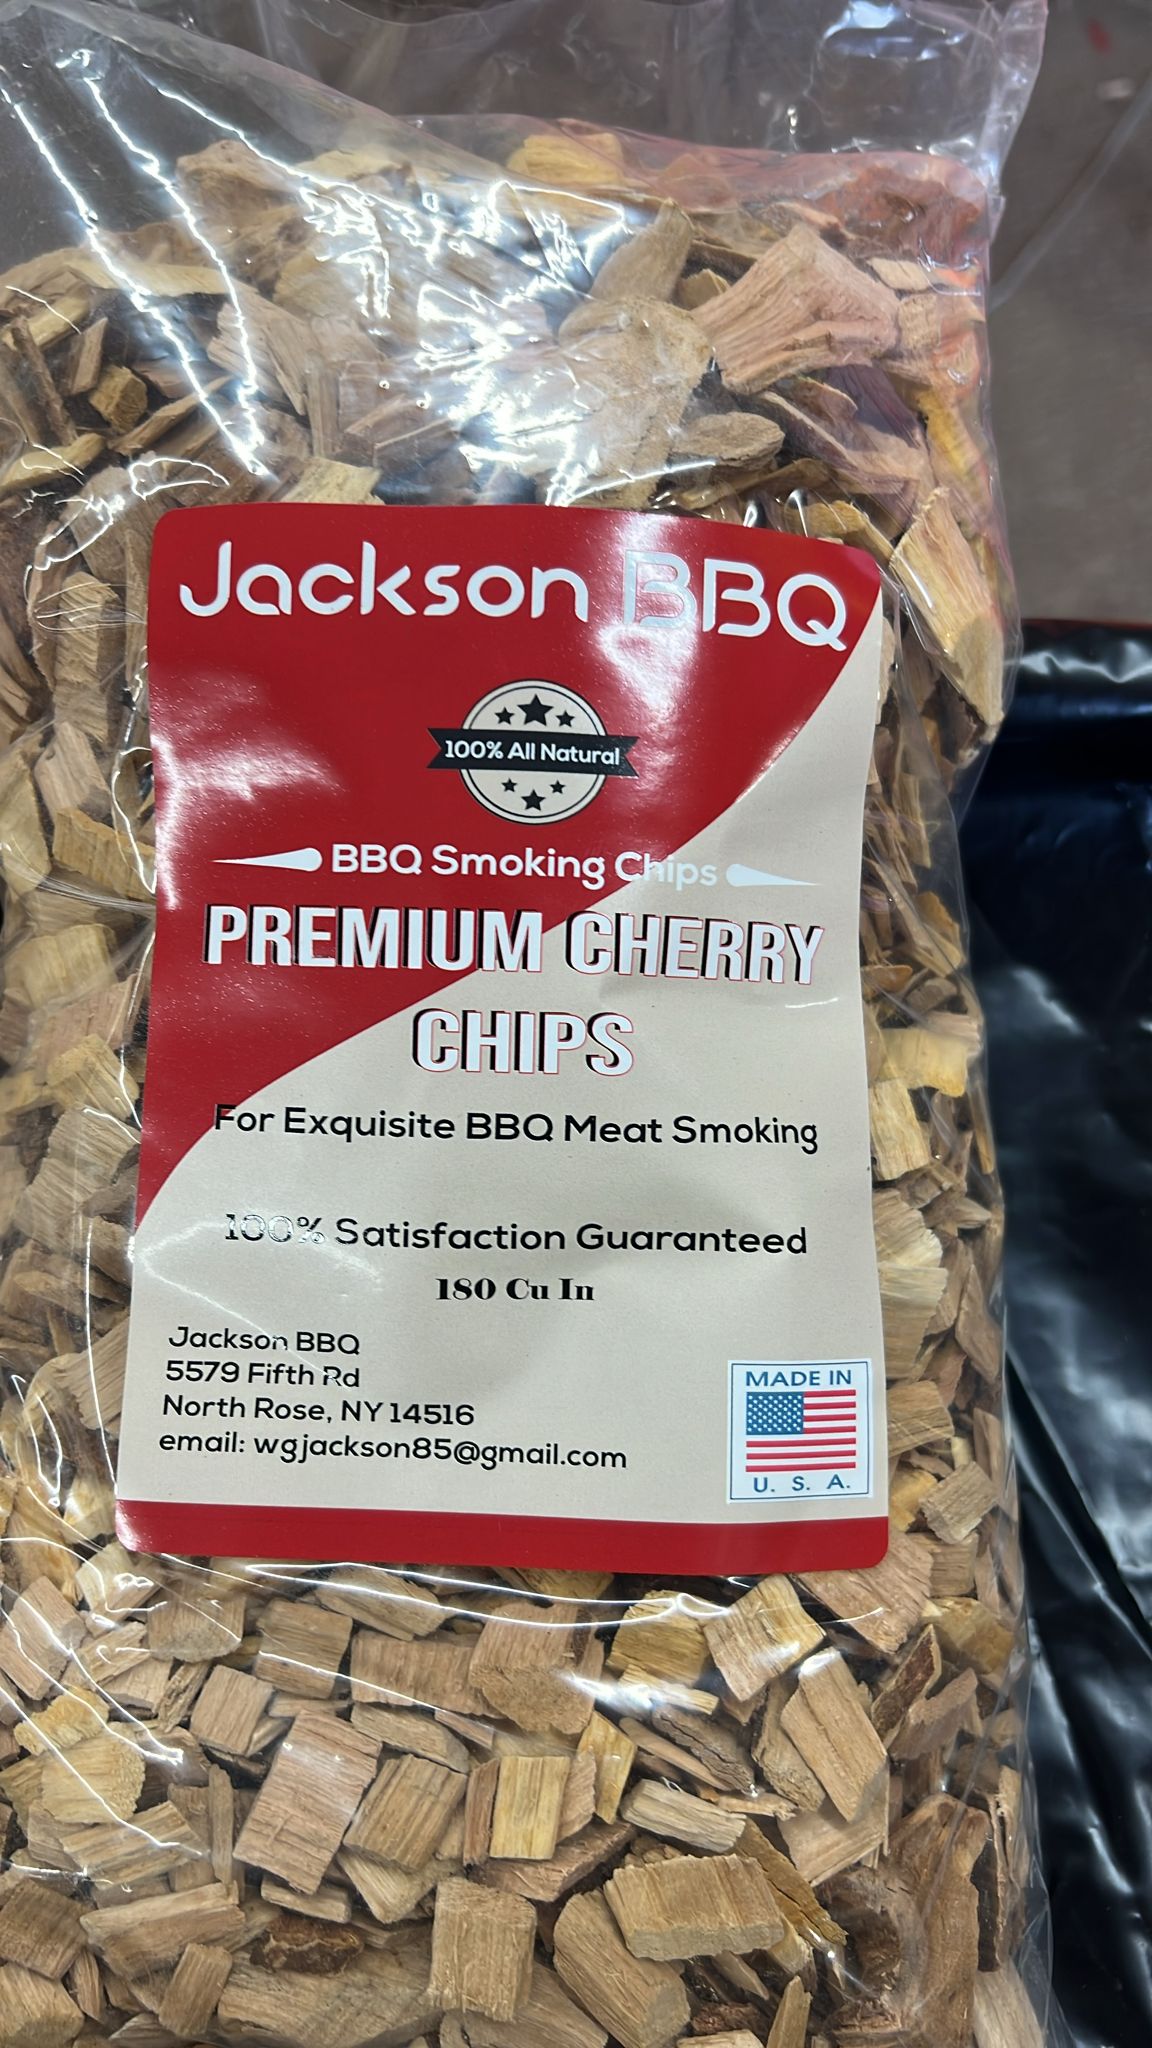 Jackson BBQ
100% All Natural
BBQ Smoking Chips
PREMIUM CHERRY
CHIPS
For Exquisite BBQ Meat Smoking
100% Satisfaction Guaranteed
180 Cu In
Jackson BBQ
5579 Fifth Rd
North Rose, NY 14516
email: wgjackson85@gmail.com
MADE IN
U. S. A.